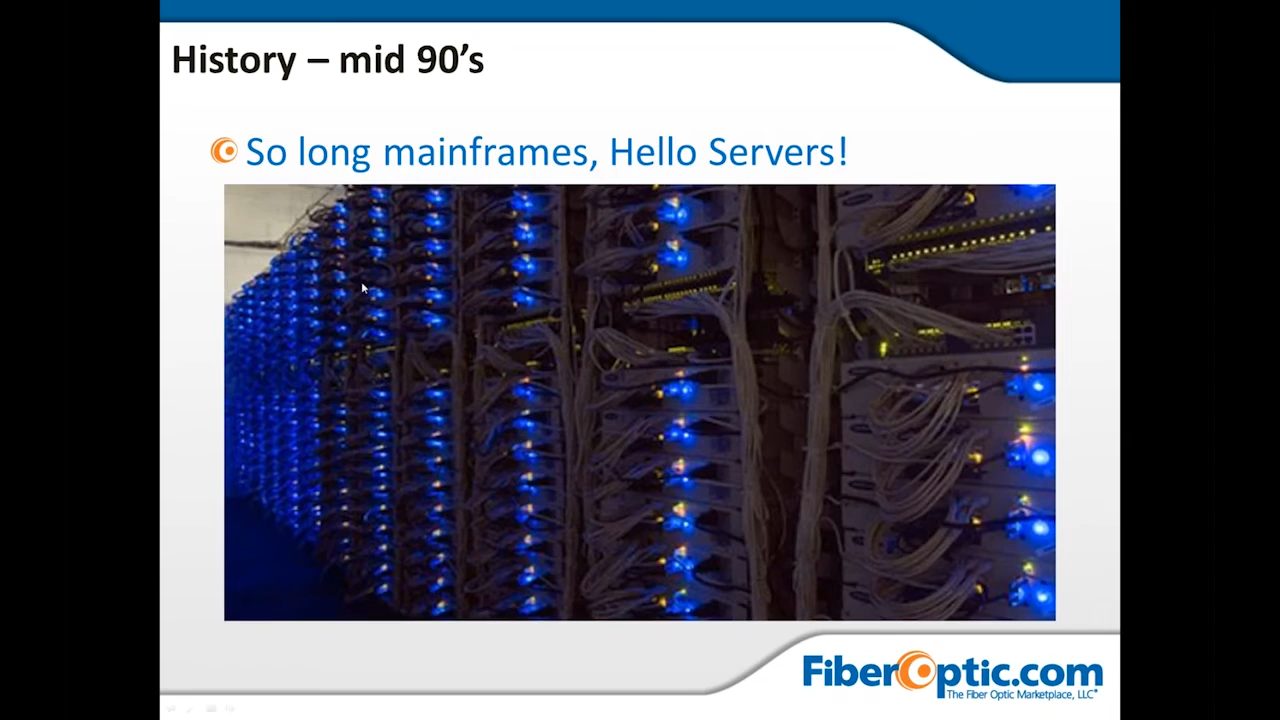 History – mid 90’s
So long mainframes, Hello Servers!
FiberOptic.com
The Fiber Optic Marketplace, LLC®